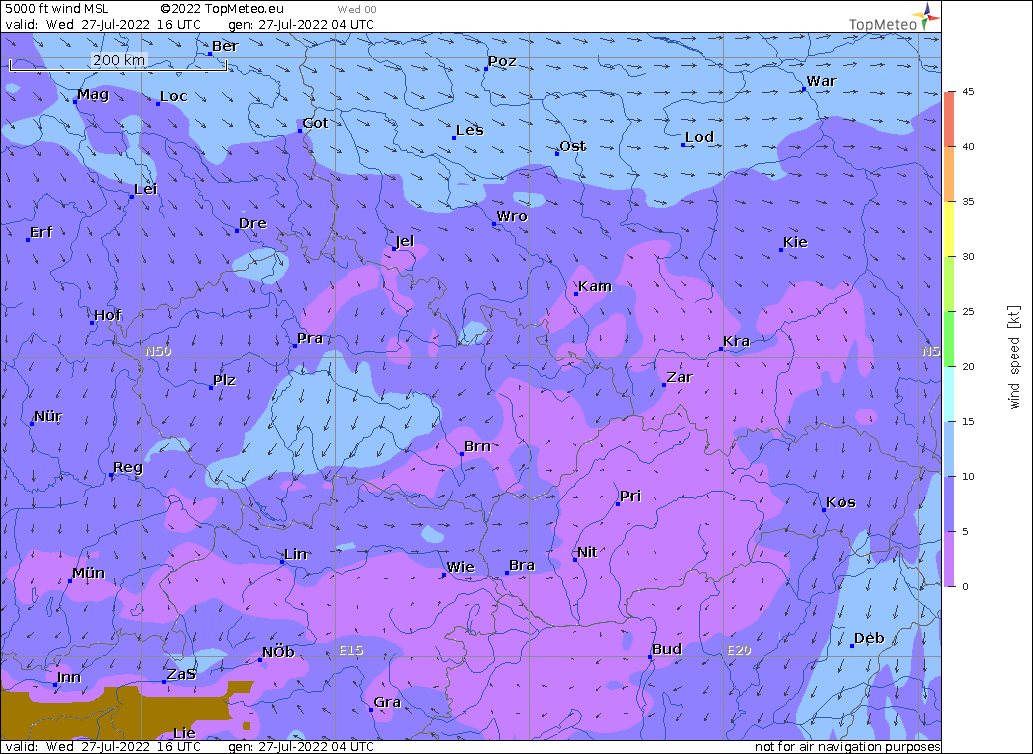 5000 ft wind MSL ©2022 TopMeteo.eu Wed 00
valid: Wed 27-Jul-2022 16 UTC gen: 27-Jul-2022 04 UTC
TopMeteo
Ber
200 km
Poz
War
Mag
Loc
45
Cot
Les
Lod
Ost
40
Lei
35
Wro
Dre
Erf
Jel
Kie
30
Kam
Hof
25
Pra
Kra
N50
N5
wind speed [kt]
20
Plz
Zar
Nür
15
Brn
Reg
10
Pri
Kos
5
Lin
Nit
Wie
Bra
Mün
0
Deb
NÖb
E15
Bud
E20
Inn
ZaS
Gra
Lie
valid: Wed 27-Jul-2022 16 UTC gen: 27-Jul-2022 04 UTC not for air navigation purposes